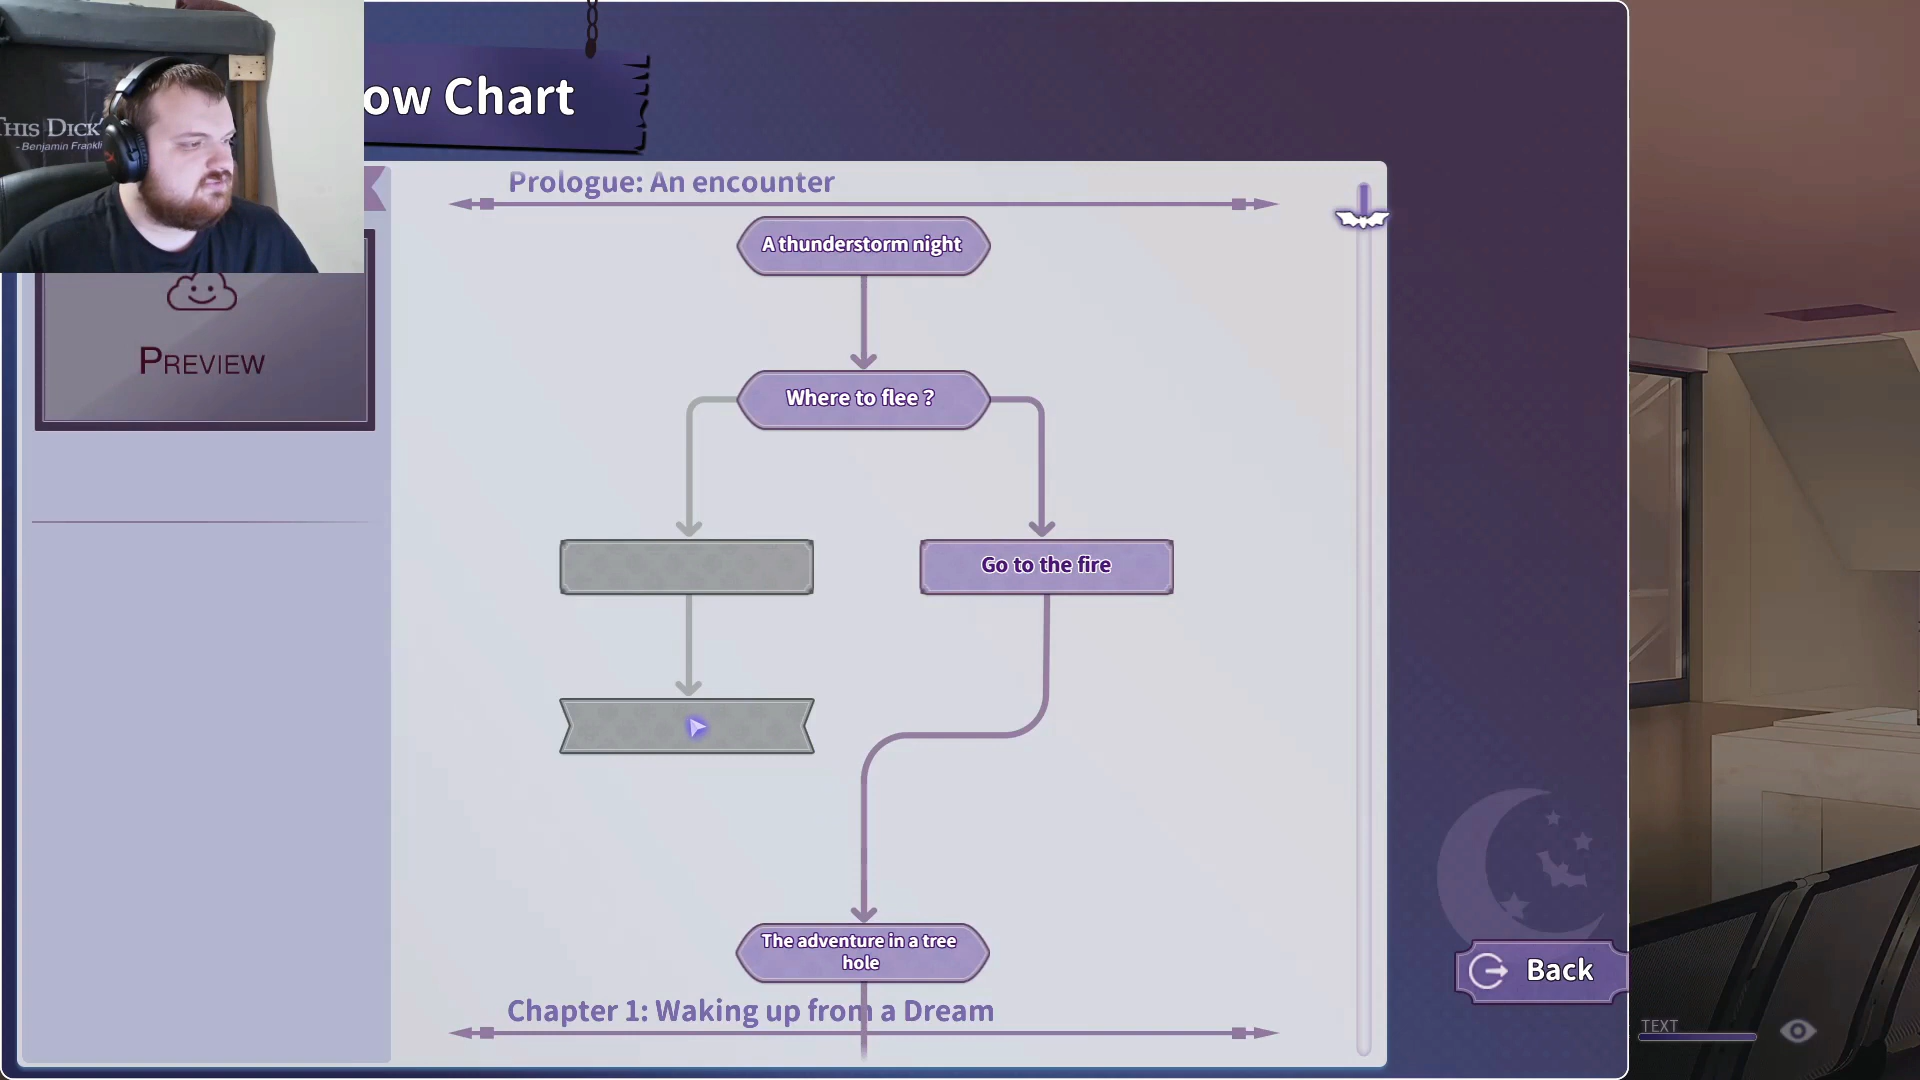 THIS DICK
- Benjamin Frankl
ow Chart
PREVIEW
Prologue: An encounter
A thunderstorm night
Where to flee ?
Go to the fire
The adventure in a tree
hole
Chapter 1: Waking up from a Dream
Back
TEXT